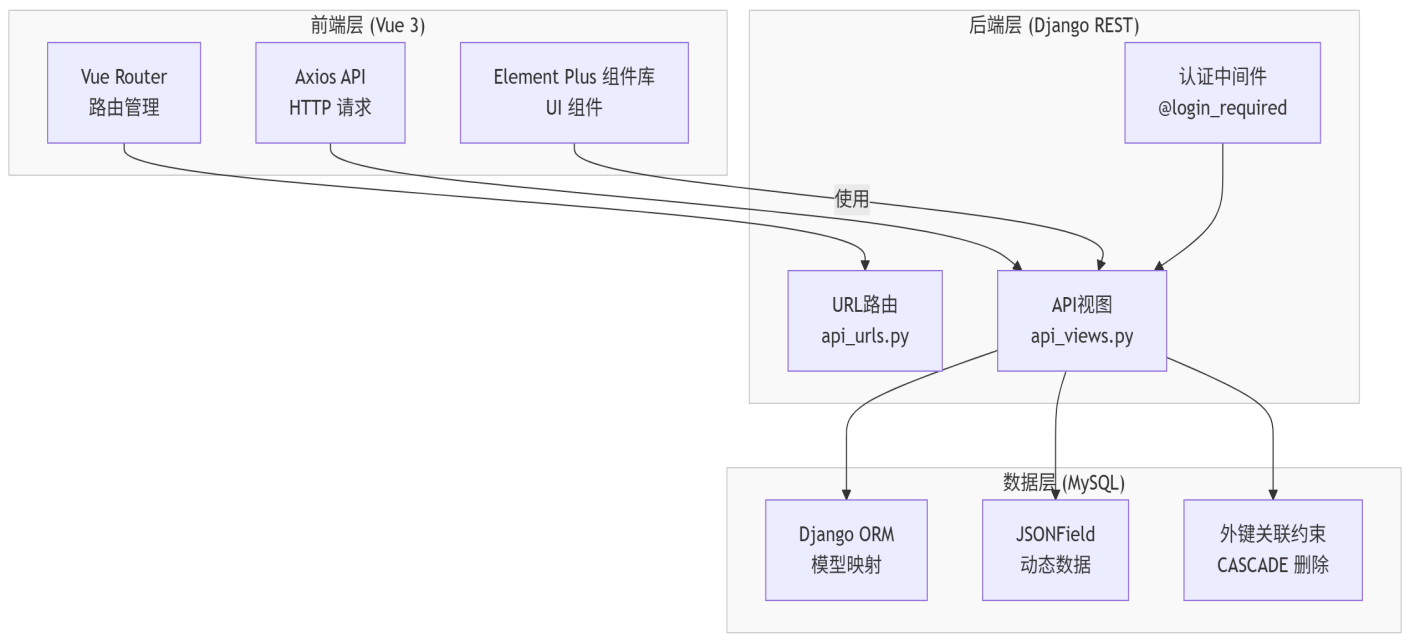 前端层 (Vue 3)
Vue Router
路由管理
Axios API
HTTP 请求
Element Plus 组件库
UI 组件
后端层 (Django REST)
认证中间件
@login_required
使用
URL路由
api_urls.py
API视图
api_views.py
数据层 (MySQL)
Django ORM
模型映射
JSONField
动态数据
外键关联约束
CASCADE 删除